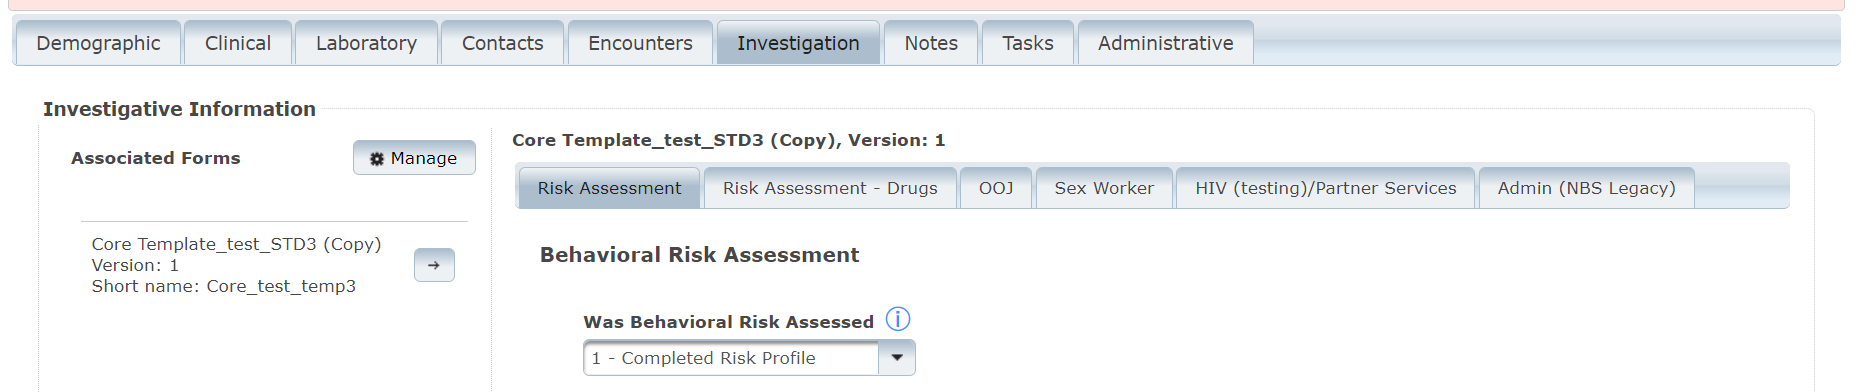 Demographic Clinical Laboratory Contacts Encounters Investigation Notes Tasks Administrative
Investigative Information
Associated Forms Manage
Core Template_test_STD3 (Copy)
Version: 1
Short name: Core_test_temp3
Core Template_test_STD3 (Copy), Version: 1
Risk Assessment Risk Assessment - Drugs OOJ Sex Worker HIV (testing)/Partner Services Admin (NBS Legacy)
Behavioral Risk Assessment
Was Behavioral Risk Assessed
1 - Completed Risk Profile